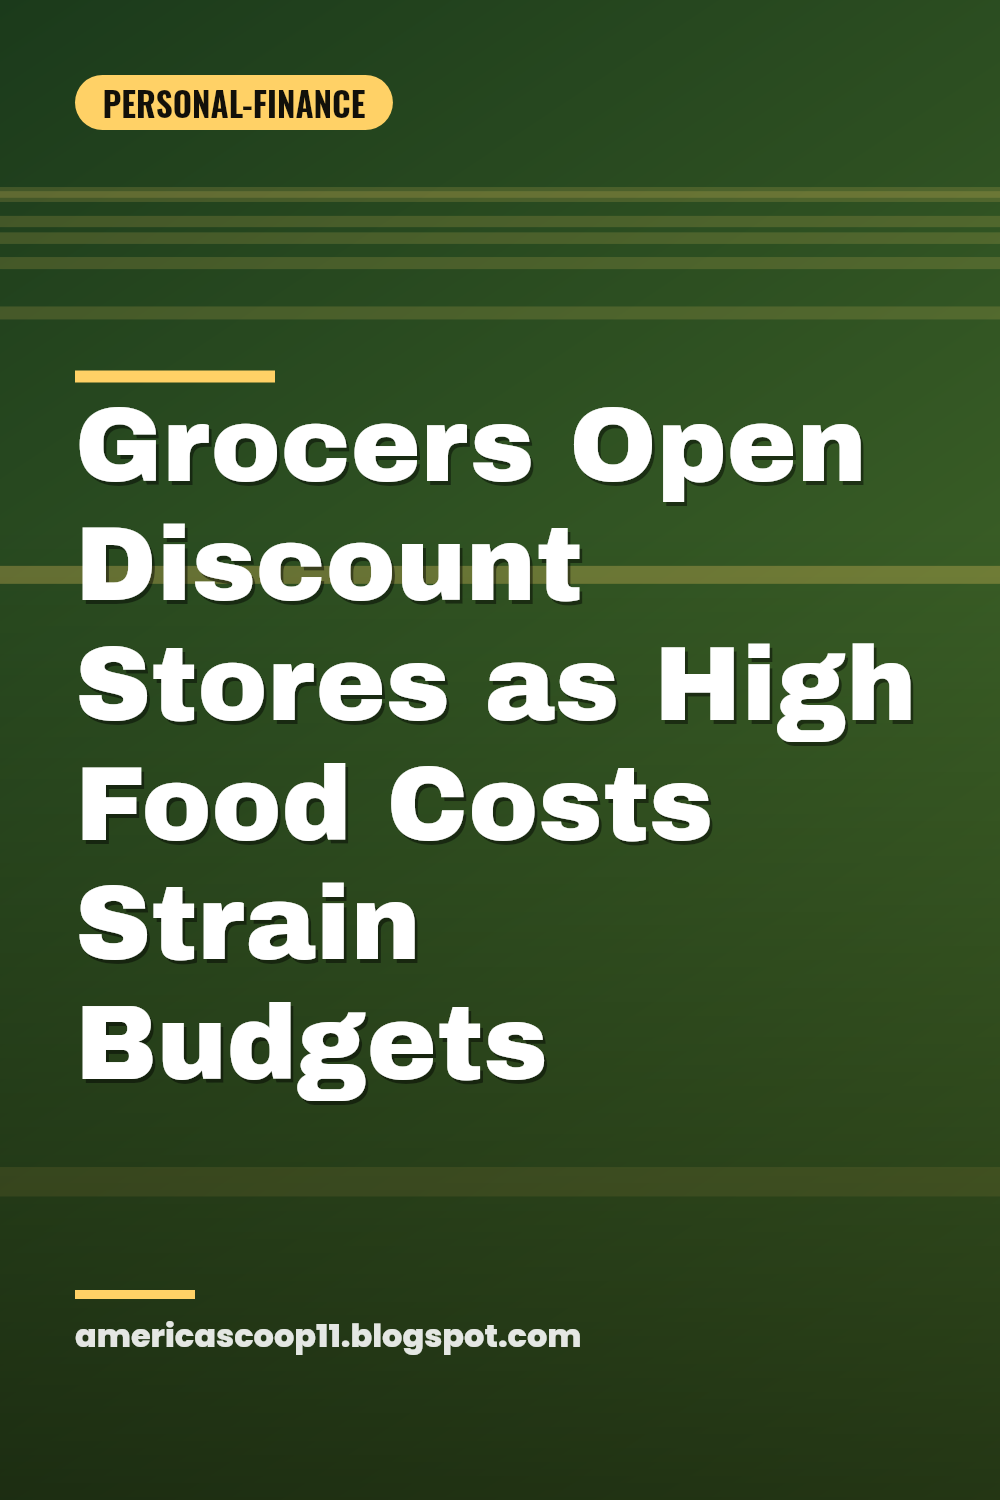 PERSONAL-FINANCE
Grocers Open
Discount
Stores as High
Food Costs
Strain
Budgets
americascoop11.blogspot.com